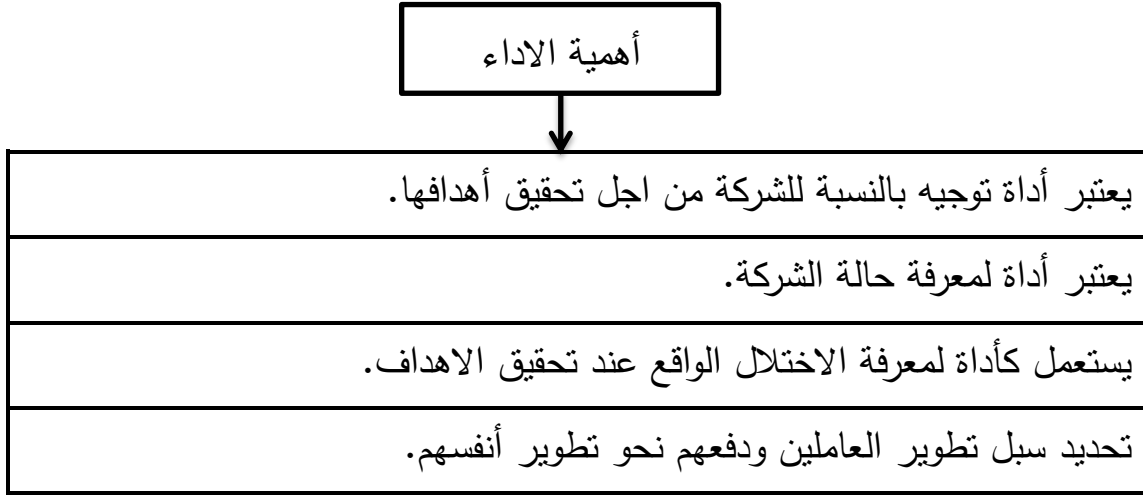 أهمية الاداء
يعتبر أداة توجيه بالنسبة للشركة من اجل تحقيق أهدافها.
يعتبر أداة لمعرفة حالة الشركة.
يستعمل كأداة لمعرفة الاختلال الواقع عند تحقيق الاهداف.
تحديد سبل تطوير العاملين ودفعهم نحو تطوير أنفسهم.